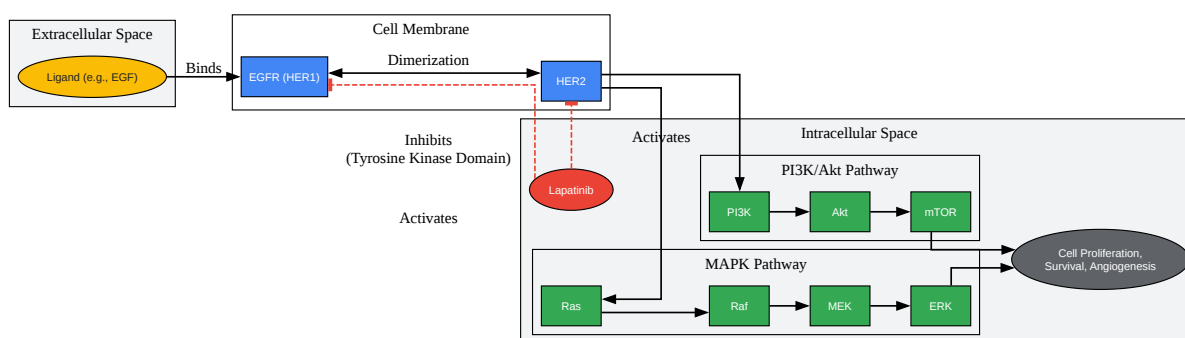 Extracellular Space
Ligand (e.g., EGF)
Binds
Cell Membrane
EGFR (HER1)
Dimerization
HER2
Inhibits
(Tyrosine Kinase Domain)
Activates
Activates
Intracellular Space
Lapatinib
PI3K/Akt Pathway
PI3K
Akt
mTOR
MAPK Pathway
Ras
Raf
MEK
ERK
Cell Proliferation,
Survival, Angiogenesis